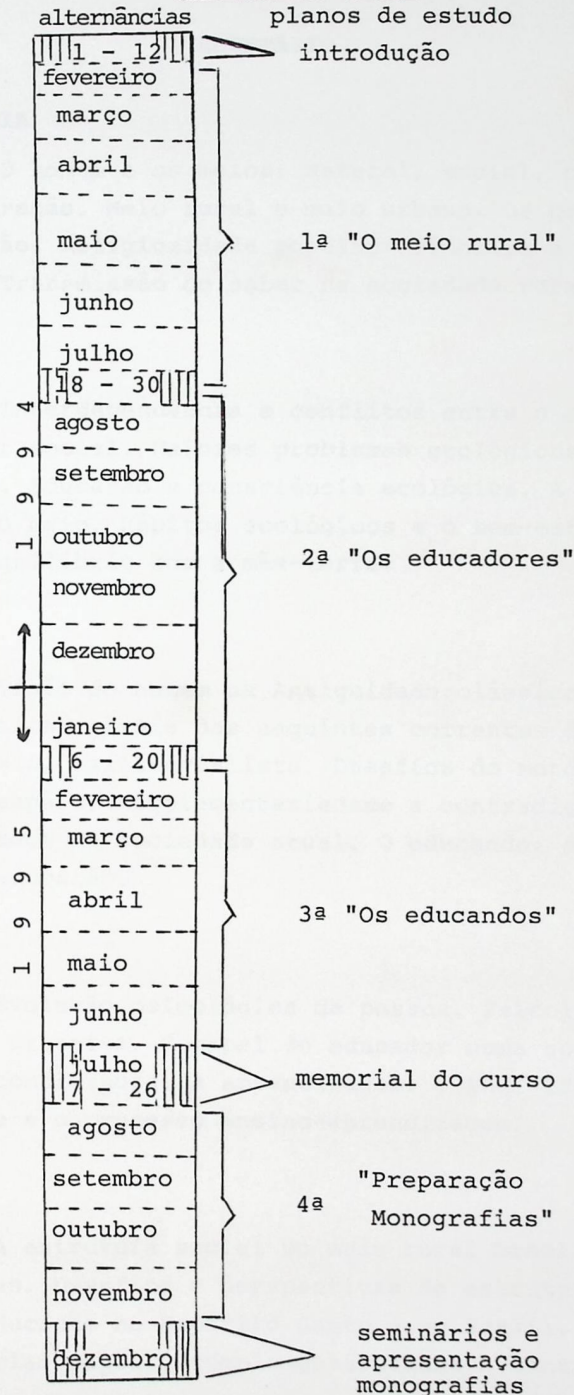 alternâncias
planos de estudo
1 - 12
introdução
fevereiro
março
abril
maio
1ª "O meio rural"
junho
julho
18 - 30
agosto
setembro
outubro
2ª "Os educadores"
novembro
dezembro
janeiro
6 - 20
fevereiro
março
abril
3ª "Os educandos"
maio
junho
julho
7 - 26
memorial do curso
agosto
setembro
"Preparação
4ª
Monografias"
outubro
novembro
dezembro
seminários e
apresentação
monografias
1 9 9 4
1 9 9 5